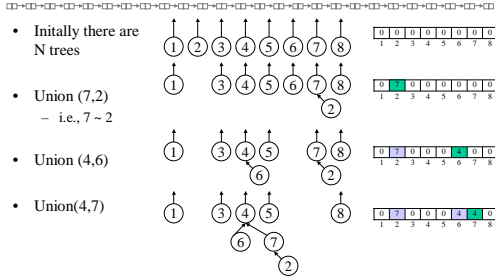 • Initally there are
N trees
1 2 3 4 5 6 7 8
0 0 0 0 0 0 0 0
1 2 3 4 5 6 7 8
• Union (7,2)
– i.e., 7 ~ 2
1 3 4 5 6 7 8
2
0 7 0 0 0 0 0 0
1 2 3 4 5 6 7 8
• Union (4,6)
1 3 4 5 7 8
6 2
0 7 0 0 0 4 0 0
1 2 3 4 5 6 7 8
• Union(4,7)
1 3 4 5 8
6 7
2
0 7 0 0 0 4 4 0
1 2 3 4 5 6 7 8